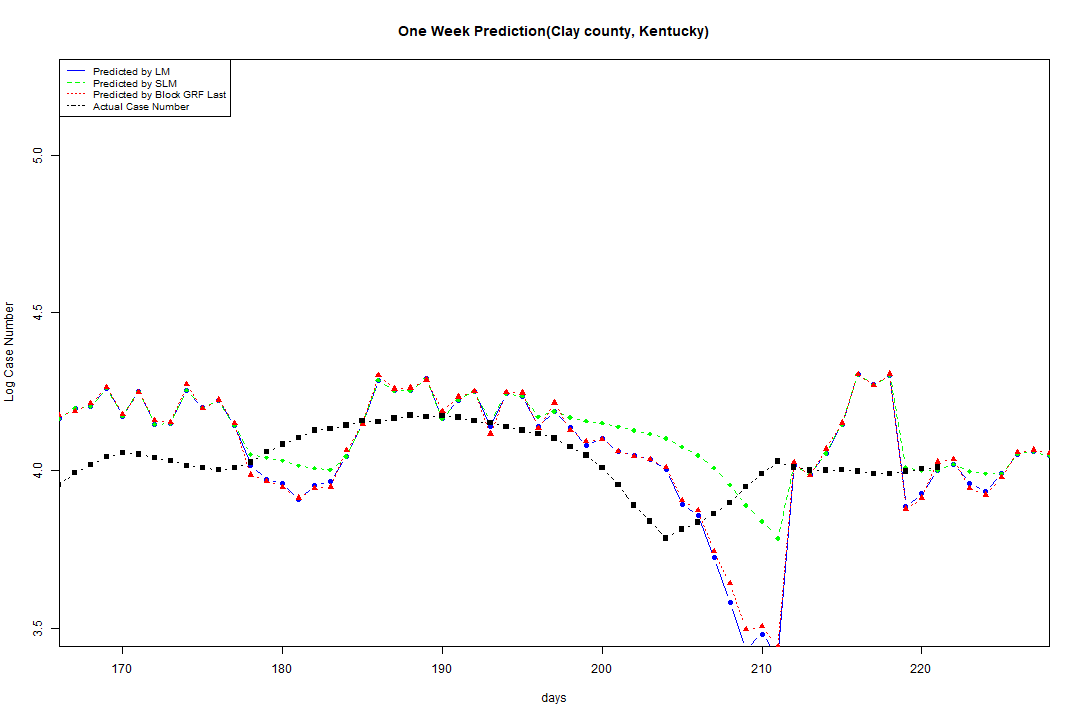 One Week Prediction(Clay county, Kentucky)
Predicted by LM
Predicted by SLM
Predicted by Block GRF Last
Actual Case Number
Log Case Number
5.0
4.5
4.0
3.5
170 180 190 200 210 220
days